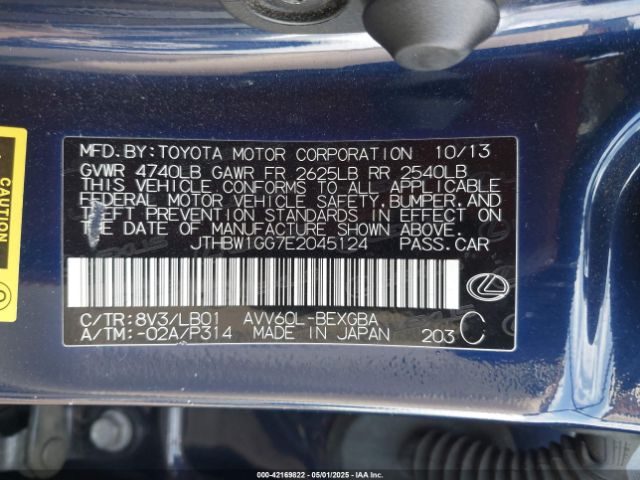 MFD.BY:TOYOTA MOTOR CORPORATION 10/13
GVWR 4740LB GAWR FR 2625LB RR 2540LB
THIS VEHICLE CONFORMS TO ALL APPLICABLE
FEDERAL MOTOR VEHICLE SAFETY,BUMPER,AND
THEFT PREVENTION STANDARDS IN EFFECT ON
THE DATE OF MANUFACTURE SHOWN ABOVE.
JTHBW1GG7E2045124 PASS.CAR
C/TR:8V3/LB01 AVV60L-BEXGBA
A/TM:-02A/P314 MADE IN JAPAN 203 C
CAUTION
000-42169822 - 05/01/2025 - IAAI.COM